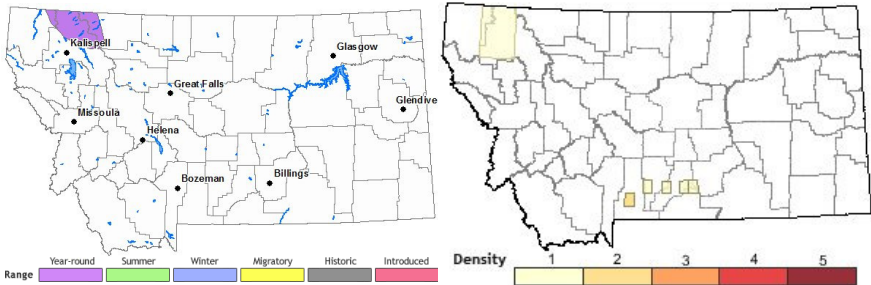 Kalispell
Glasgow
Great Falls
Glendive
Missoula
Helena
Billings
Bozeman
Range Year-round Summer Winter Migratory Historic Introduced
Density 1 2 3 4 5